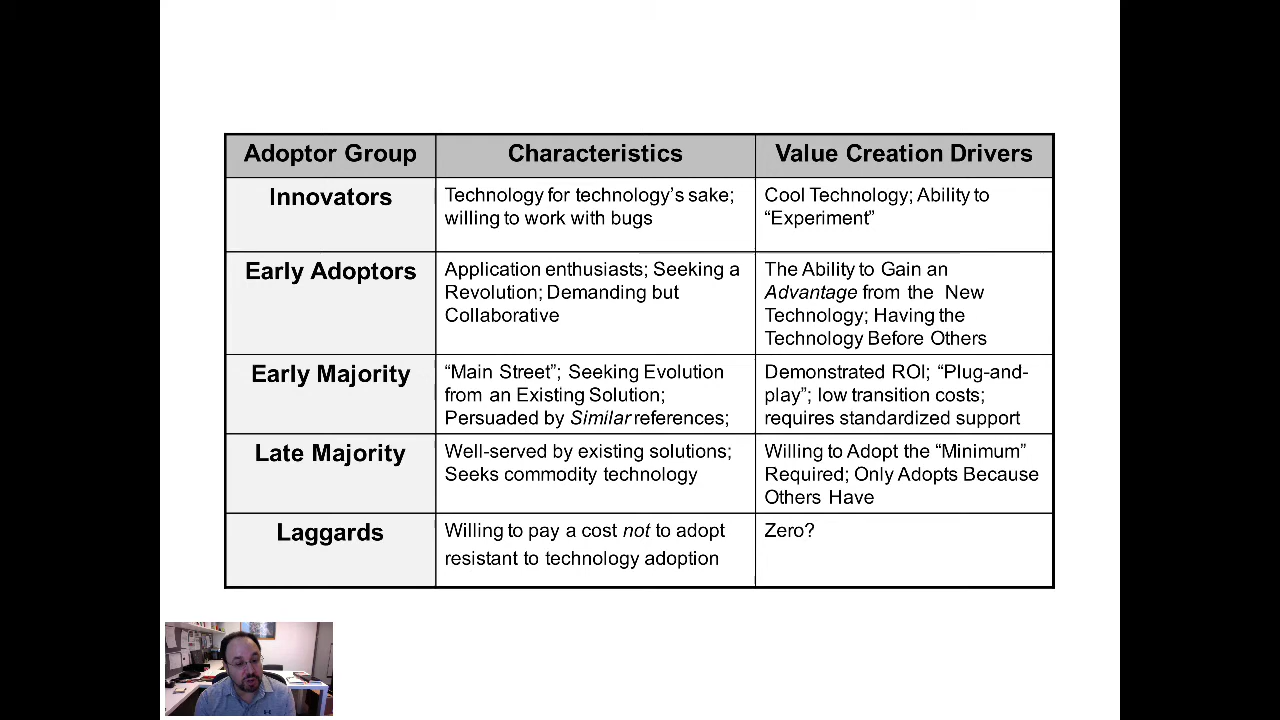 Adoptor Group
Characteristics
Value Creation Drivers
Innovators
Technology for technology's sake;
willing to work with bugs
Cool Technology; Ability to
“Experiment”
Early Adoptors
Application enthusiasts; Seeking a
Revolution; Demanding but
Collaborative
The Ability to Gain an
Advantage from the New
Technology; Having the
Technology Before Others
Early Majority
“Main Street”; Seeking Evolution
from an Existing Solution;
Persuaded by Similar references;
Demonstrated ROI; “Plug-and-
play”; low transition costs;
requires standardized support
Late Majority
Well-served by existing solutions;
Seeks commodity technology
Willing to Adopt the “Minimum”
Required; Only Adopts Because
Others Have
Laggards
Willing to pay a cost not to adopt
resistant to technology adoption
Zero?